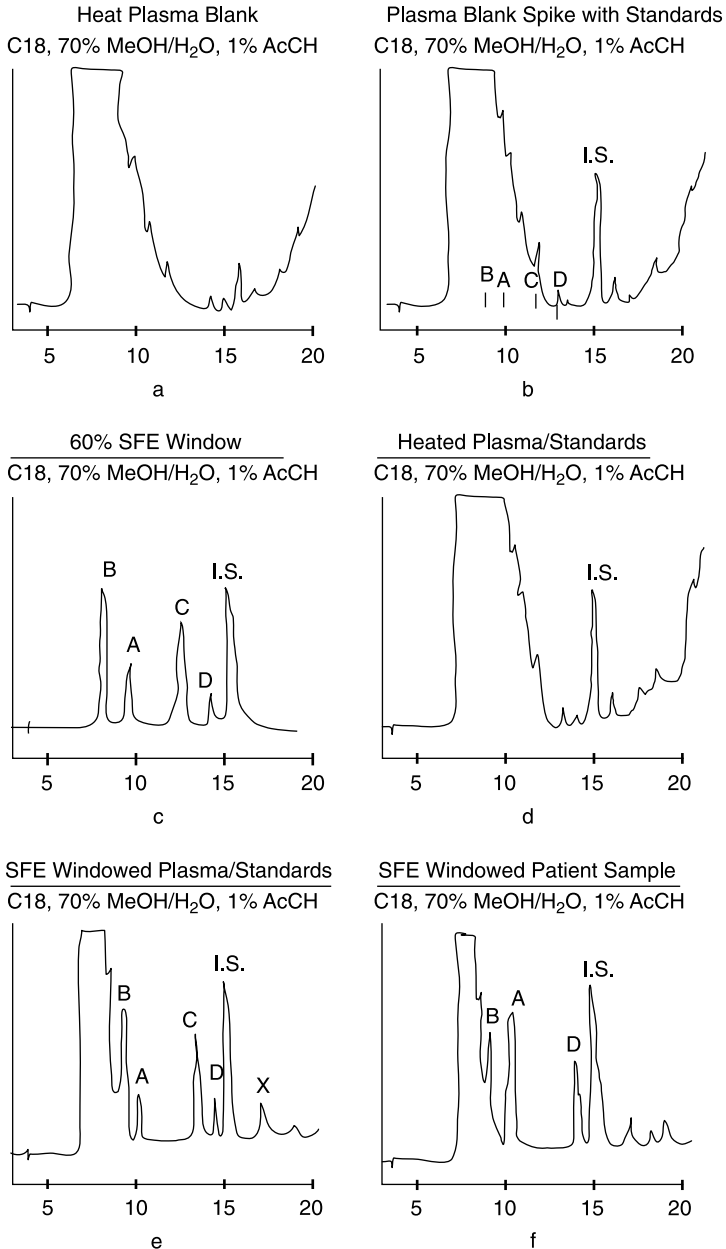 Heat Plasma Blank
C18, 70% MeOH/H₂O, 1% AcCH
5 10 15 20
a
Plasma Blank Spike with Standards
C18, 70% MeOH/H₂O, 1% AcCH
I.S.
B A C D
5 10 15 20
b
60% SFE Window
C18, 70% MeOH/H₂O, 1% AcCH
B A C D I.S.
5 10 15 20
c
Heated Plasma/Standards
C18, 70% MeOH/H₂O, 1% AcCH
I.S.
5 10 15 20
d
SFE Windowed Plasma/Standards
C18, 70% MeOH/H₂O, 1% AcCH
B A C D I.S. X
5 10 15 20
e
SFE Windowed Patient Sample
C18, 70% MeOH/H₂O, 1% AcCH
B A D I.S.
5 10 15 20
f